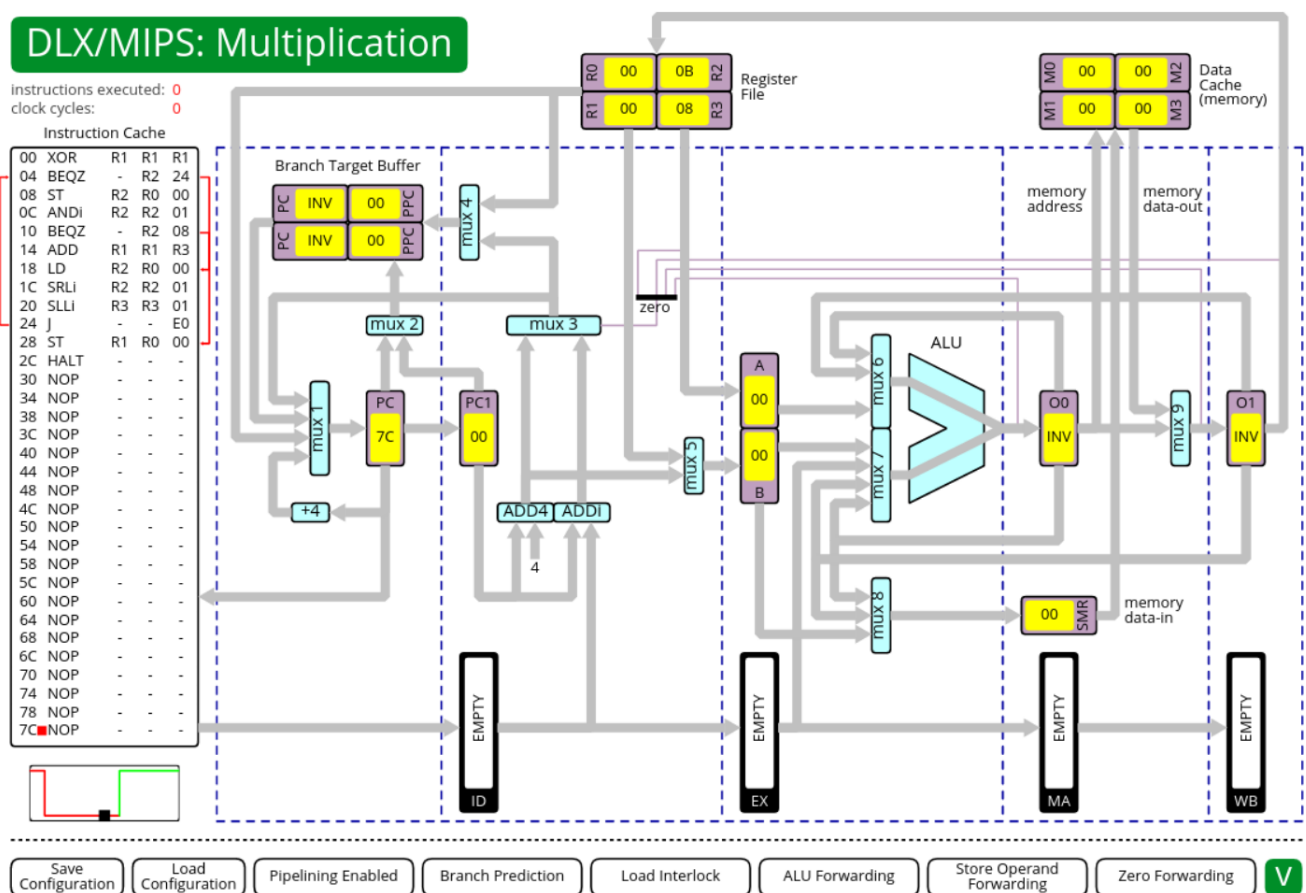 DLX/MIPS: Multiplication
instructions executed: 0
clock cycles: 0
Instruction Cache
00 XOR R1 R1 R1
04 BEQZ - R2 24
08 ST R2 R0 00
0C ANDi R2 R2 01
10 BEQZ - R2 08
14 ADD R1 R1 R3
18 LD R2 R0 00
1C SRLi R2 R2 01
20 SLLi R3 R3 01
24 J - - E0
28 ST R1 R0 00
2C HALT - - -
30 NOP - - -
34 NOP - - -
38 NOP - - -
3C NOP - - -
40 NOP - - -
44 NOP - - -
48 NOP - - -
4C NOP - - -
50 NOP - - -
54 NOP - - -
58 NOP - - -
5C NOP - - -
60 NOP - - -
64 NOP - - -
68 NOP - - -
6C NOP - - -
70 NOP - - -
74 NOP - - -
78 NOP - - -
7C NOP - - -
R0 00 0B R2
R1 00 08 R3
Register
File
M0 00 00 M2
M1 00 00 M3
Data
Cache
(memory)
Branch Target Buffer
PC INV 00 PPC
PC INV 00 PPC
mux 4
memory
address
memory
data-out
zero
mux 2
mux 3
mux 1
PC
7C
PC1
00
+4
ADD4
ADDi
4
mux 5
A
00
00
B
mux 6
mux 7
ALU
O0
INV
mux 9
O1
INV
mux 8
00 SMR
memory
data-in
EMPTY
ID
EMPTY
EX
EMPTY
MA
EMPTY
WB
Save
Configuration
Load
Configuration
Pipelining Enabled
Branch Prediction
Load Interlock
ALU Forwarding
Store Operand
Forwarding
Zero Forwarding
V